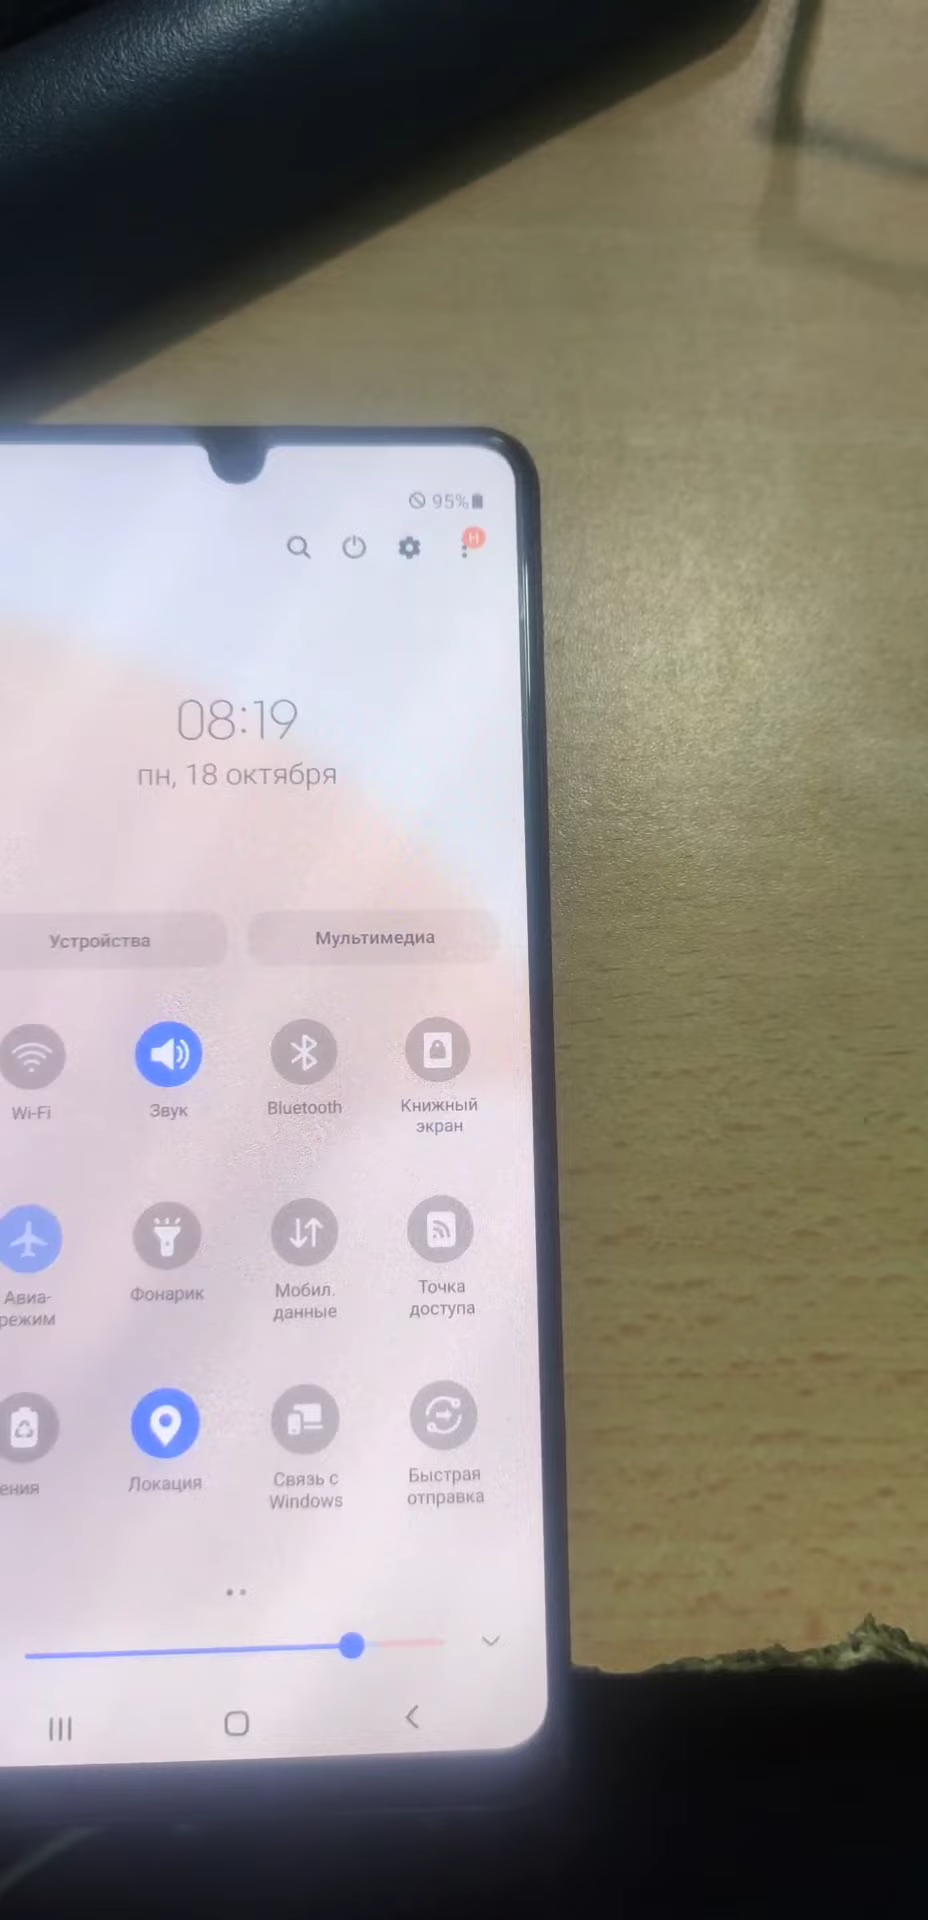 95%
H
08:19
пн, 18 октября
Устройства
Мультимедиа
Wi-Fi
Звук
Bluetooth
Книжный
экран
Авиа-
режим
Фонарик
Мобил.
данные
Точка
доступа
ения
Локация
Связь с
Windows
Быстрая
отправка